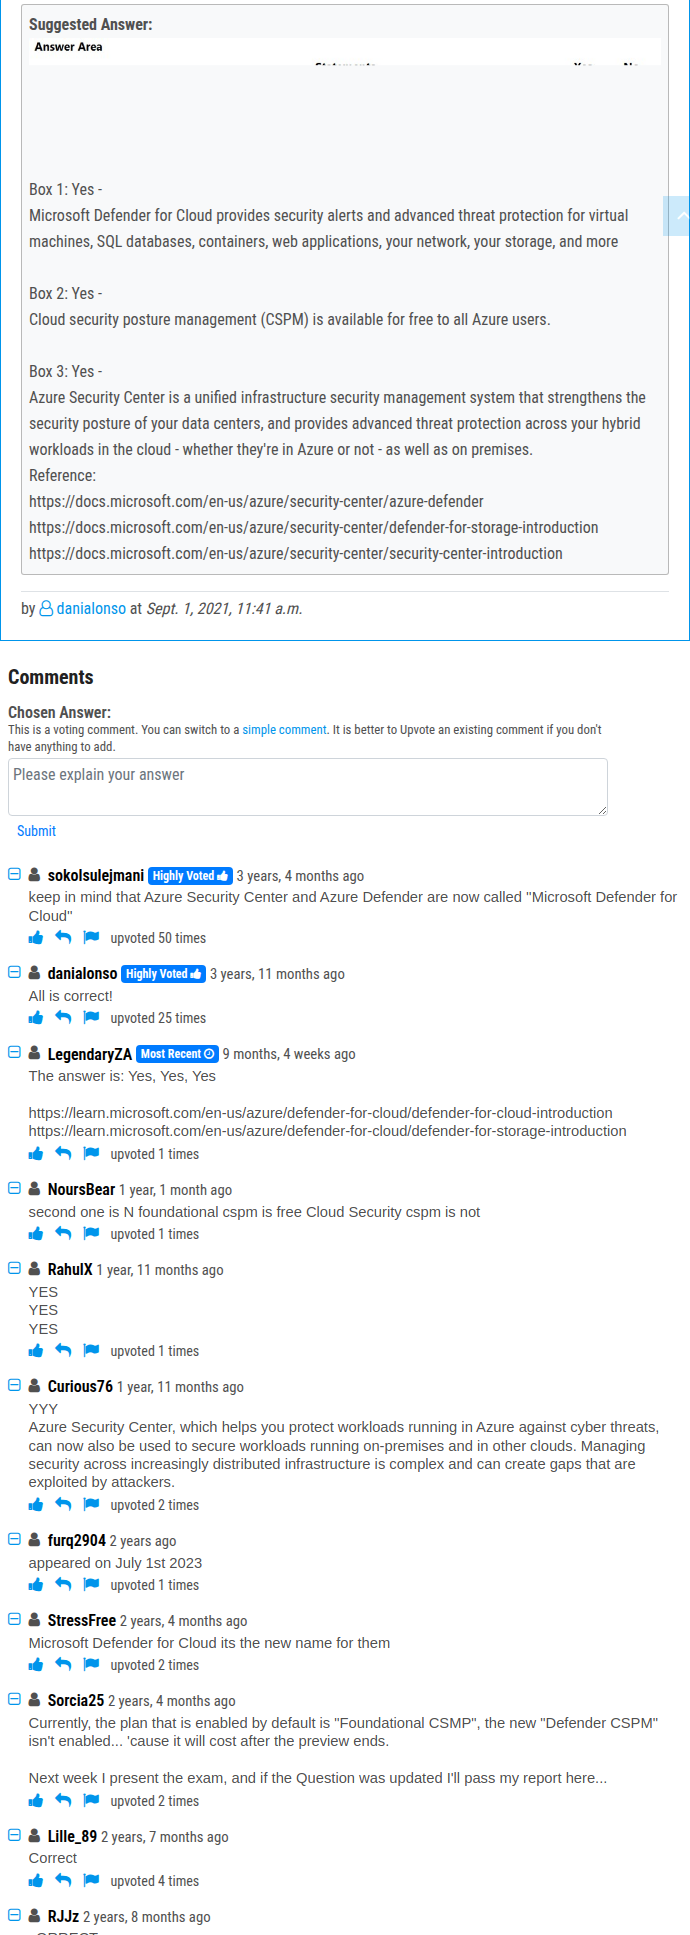 Suggested Answer:
Answer Area
Box 1: Yes -
Microsoft Defender for Cloud provides security alerts and advanced threat protection for virtual
machines, SQL databases, containers, web applications, your network, your storage, and more
Box 2: Yes -
Cloud security posture management (CSPM) is available for free to all Azure users.
Box 3: Yes -
Azure Security Center is a unified infrastructure security management system that strengthens the
security posture of your data centers, and provides advanced threat protection across your hybrid
workloads in the cloud - whether they're in Azure or not - as well as on premises.
Reference:
https://docs.microsoft.com/en-us/azure/security-center/azure-defender
https://docs.microsoft.com/en-us/azure/security-center/defender-for-storage-introduction
https://docs.microsoft.com/en-us/azure/security-center/security-center-introduction
by danialonso at Sept. 1, 2021, 11:41 a.m.
Comments
Chosen Answer:
This is a voting comment. You can switch to a simple comment. It is better to Upvote an existing comment if you don't
have anything to add.
Please explain your answer
Submit
sokolsulejmani Highly Voted 3 years, 4 months ago
keep in mind that Azure Security Center and Azure Defender are now called "Microsoft Defender for
Cloud"
upvoted 50 times
danialonso Highly Voted 3 years, 11 months ago
All is correct!
upvoted 25 times
LegendaryZA Most Recent 9 months, 4 weeks ago
The answer is: Yes, Yes, Yes
https://learn.microsoft.com/en-us/azure/defender-for-cloud/defender-for-cloud-introduction
https://learn.microsoft.com/en-us/azure/defender-for-cloud/defender-for-storage-introduction
upvoted 1 times
NoursBear 1 year, 1 month ago
second one is N foundational cspm is free Cloud Security cspm is not
upvoted 1 times
RahulX 1 year, 11 months ago
YES
YES
YES
upvoted 1 times
Curious76 1 year, 11 months ago
YYY
Azure Security Center, which helps you protect workloads running in Azure against cyber threats,
can now also be used to secure workloads running on-premises and in other clouds. Managing
security across increasingly distributed infrastructure is complex and can create gaps that are
exploited by attackers.
upvoted 2 times
furq2904 2 years ago
appeared on July 1st 2023
upvoted 1 times
StressFree 2 years, 4 months ago
Microsoft Defender for Cloud its the new name for them
upvoted 2 times
Sorcia25 2 years, 4 months ago
Currently, the plan that is enabled by default is "Foundational CSMP", the new "Defender CSPM"
isn't enabled... 'cause it will cost after the preview ends.
Next week I present the exam, and if the Question was updated I'll pass my report here...
upvoted 2 times
Lille_89 2 years, 7 months ago
Correct
upvoted 4 times
RJJz 2 years, 8 months ago